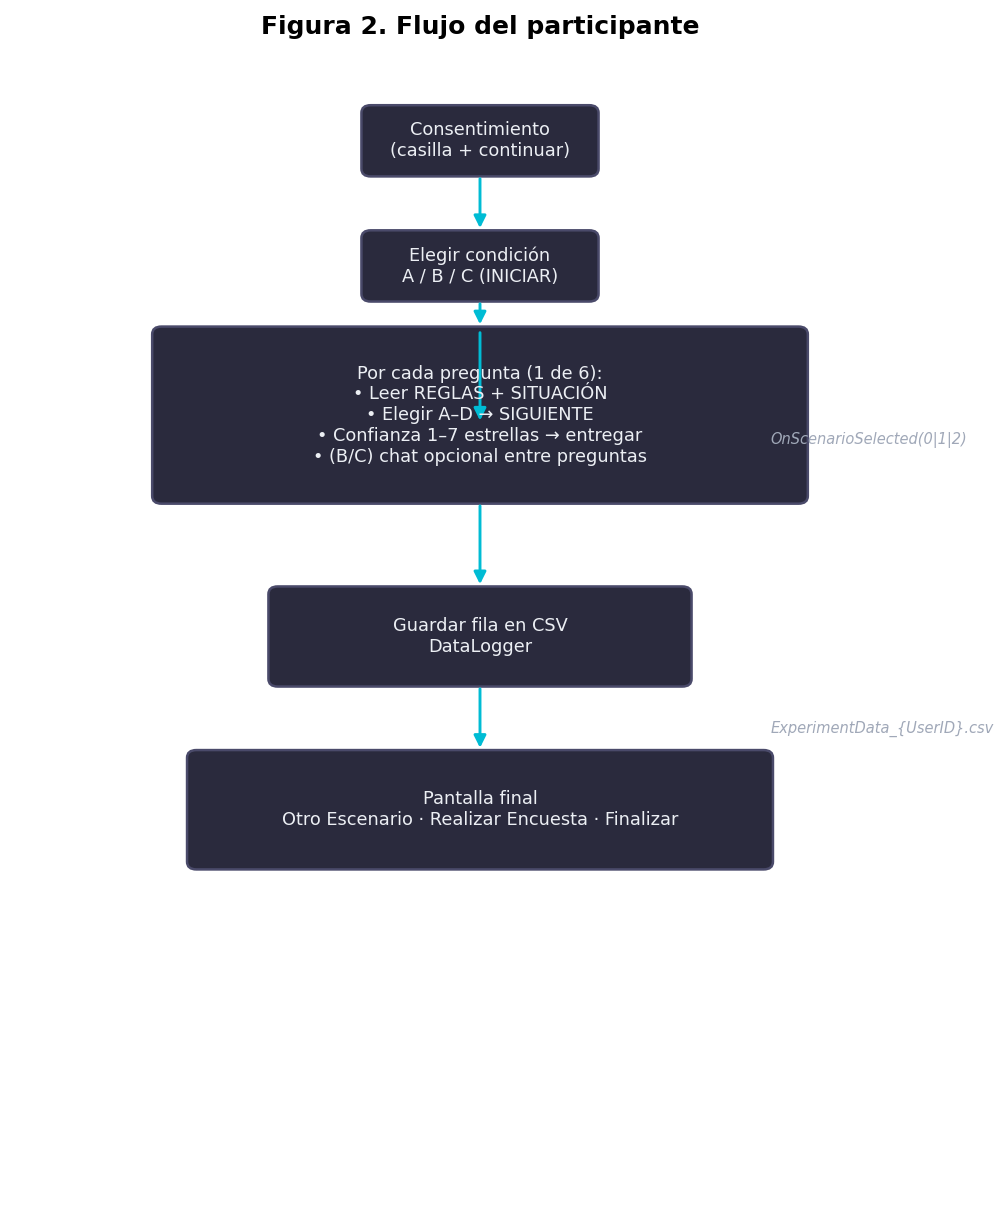 Figura 2. Flujo del participante
Consentimiento
(casilla + continuar)
Elegir condición
A / B / C (INICIAR)
Por cada pregunta (1 de 6):
• Leer REGLAS + SITUACIÓN
• Elegir A–D → SIGUIENTE
• Confianza 1–7 estrellas → entregar
• (B/C) chat opcional entre preguntas
OnScenarioSelected(0|1|2)
Guardar fila en CSV
DataLogger
ExperimentData_{UserID}.csv
Pantalla final
Otro Escenario · Realizar Encuesta · Finalizar